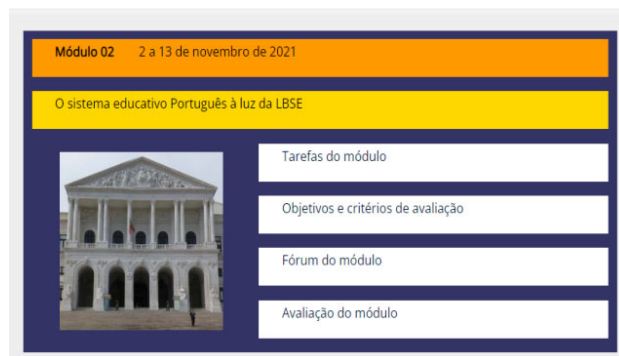 Módulo 02 2 a 13 de novembro de 2021
O sistema educativo Português à luz da LBSE
Tarefas do módulo
Objetivos e critérios de avaliação
Fórum do módulo
Avaliação do módulo